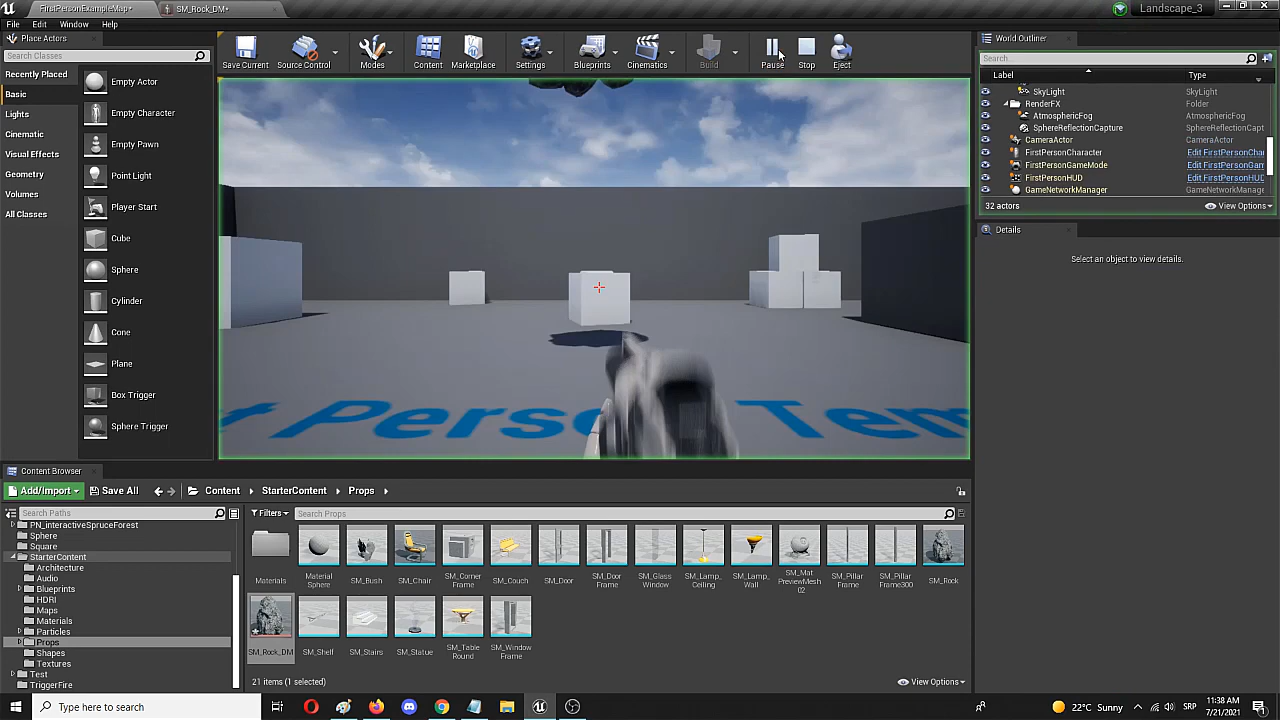 FirstPersonExampleMap*
SM_Rock_DM*
Landscape_3
File
Edit
Window
Help
Place Actors
World Outliner
Search Classes
Recently Placed
Basic
Lights
Cinematic
Visual Effects
Geometry
Volumes
All Classes
Empty Actor
Empty Character
Empty Pawn
Point Light
Player Start
Cube
Sphere
Cylinder
Cone
Plane
Box Trigger
Sphere Trigger
Save Current
Source Control
Modes
Content
Marketplace
Settings
Blueprints
Cinematics
Build
Pause
Stop
Eject
t Person Tem
Search...
Label
Type
SkyLight
SkyLight
RenderFX
Folder
AtmosphericFog
AtmosphericFog
SphereReflectionCapture
SphereReflectionCa
CameraActor
CameraActor
FirstPersonCharacter
Edit FirstPersonChar
FirstPersonGameMode
Edit FirstPersonGam
FirstPersonHUD
Edit FirstPersonHUD
GameNetworkManager
GameNetworkManage
32 actors
View Options
Details
Select an object to view details.
Content Browser
Add/Import
Save All
Content
StarterContent
Props
Search Paths
Filters
Search Props
PN_interactiveSpruceForest
Sphere
Square
StarterContent
Architecture
Audio
Blueprints
HDRI
Maps
Materials
Particles
Props
Shapes
Textures
Test
TriggerFire
Materials
Material Sphere
SM_Bush
SM_Chair
SM_Corner Frame
SM_Couch
SM_Door
SM_Door Frame
SM_Glass Window
SM_Lamp_ Ceiling
SM_Lamp_ Wall
SM_Mat PreviewMesh 02
SM_Pillar Frame
SM_Pillar Frame300
SM_Rock
SM_Rock_DM
SM_Shelf
SM_Stairs
SM_Statue
SM_Table Round
SM_Window Frame
21 items (1 selected)
View Options
Type here to search
22°C Sunny
SRP
11:38 AM
7/21/2021